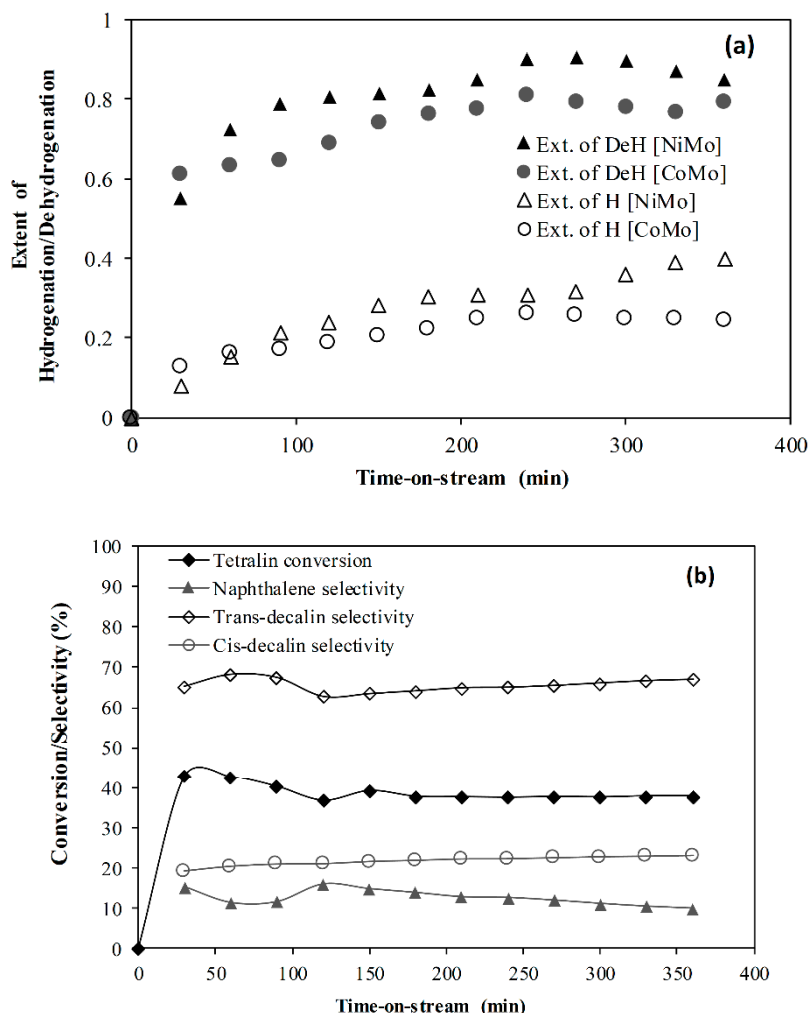 (a)
1
0.8
0.6
0.4
0.2
0
Extent of
Hydrogenation/Dehydrogenation
Ext. of DeH [NiMo]
Ext. of DeH [CoMo]
Ext. of H [NiMo]
Ext. of H [CoMo]
0 100 200 300 400
Time-on-stream (min)
(b)
100
90
80
70
60
50
40
30
20
10
0
Conversion/Selectivity (%)
Tetralin conversion
Naphthalene selectivity
Trans-decalin selectivity
Cis-decalin selectivity
0 50 100 150 200 250 300 350 400
Time-on-stream (min)